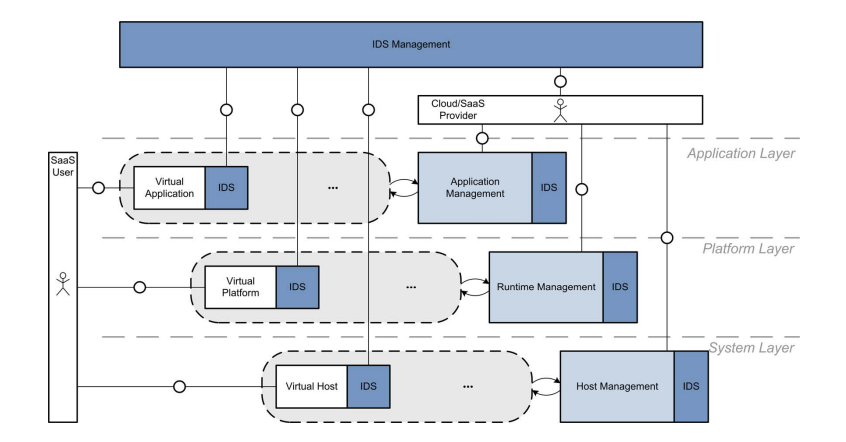 IDS Management
Cloud/SaaS
Provider
SaaS
User
Application Layer
Virtual
Application
IDS
...
Application
Management
IDS
Platform Layer
Virtual
Platform
IDS
...
Runtime Management
IDS
System Layer
Virtual Host
IDS
...
Host Management
IDS